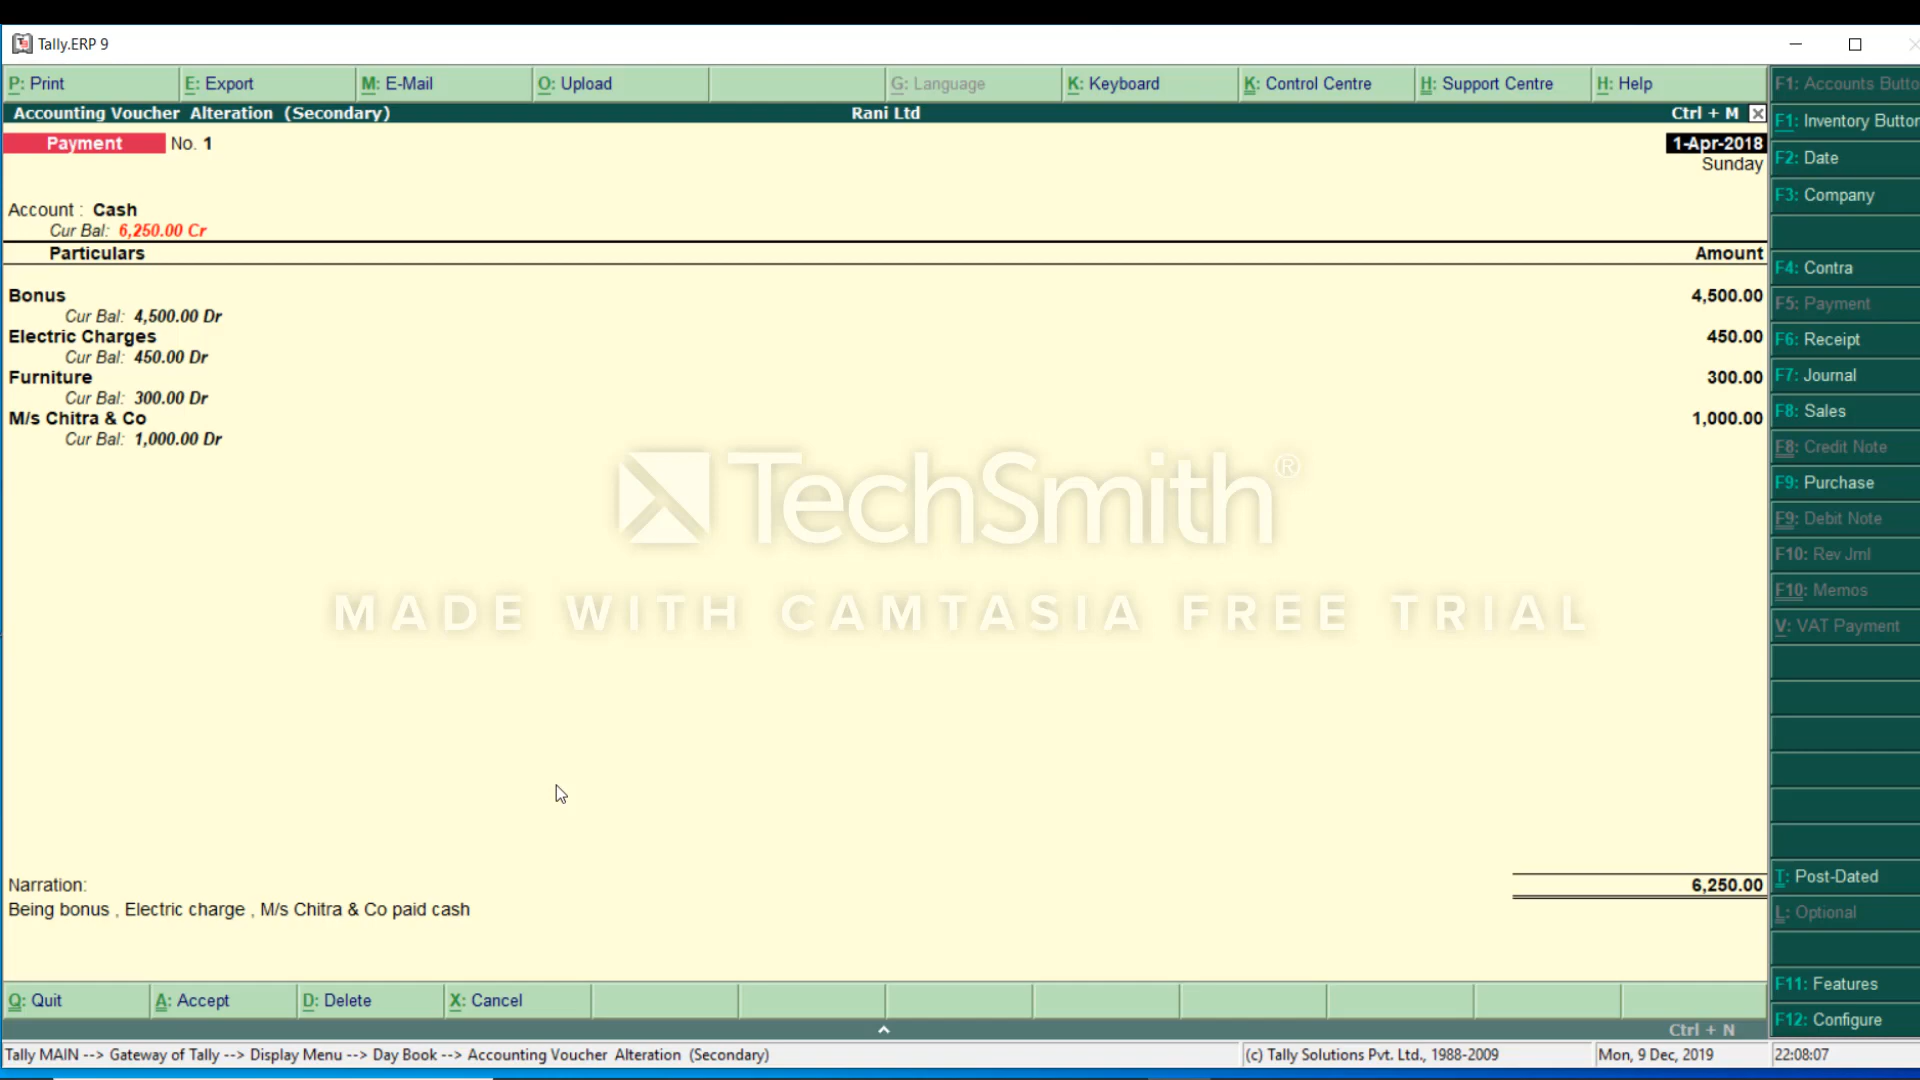 Tally.ERP 9
P: Print E: Export M: E-Mail O: Upload G: Language K: Keyboard K: Control Centre H: Support Centre H: Help
Accounting Voucher Alteration (Secondary) Rani Ltd Ctrl + M
Payment No. 1 1-Apr-2018
Sunday
Account : Cash
Cur Bal: 6,250.00 Cr
Particulars Amount
Bonus 4,500.00
Cur Bal: 4,500.00 Dr
Electric Charges 450.00
Cur Bal: 450.00 Dr
Furniture 300.00
Cur Bal: 300.00 Dr
M/s Chitra & Co 1,000.00
Cur Bal: 1,000.00 Dr
TechSmith®
MADE WITH CAMTASIA FREE TRIAL
Narration: 6,250.00
Being bonus , Electric charge , M/s Chitra & Co paid cash
Q: Quit A: Accept D: Delete X: Cancel
Ctrl + N
F1: Accounts Butto
F1: Inventory Button
F2: Date
F3: Company
F4: Contra
F5: Payment
F6: Receipt
F7: Journal
F8: Sales
F8: Credit Note
F9: Purchase
F9: Debit Note
F10: Rev Jrnl
F10: Memos
V: VAT Payment
T: Post-Dated
L: Optional
F11: Features
F12: Configure
Tally MAIN --> Gateway of Tally --> Display Menu --> Day Book --> Accounting Voucher Alteration (Secondary) (c) Tally Solutions Pvt. Ltd., 1988-2009 Mon, 9 Dec, 2019 22:08:07